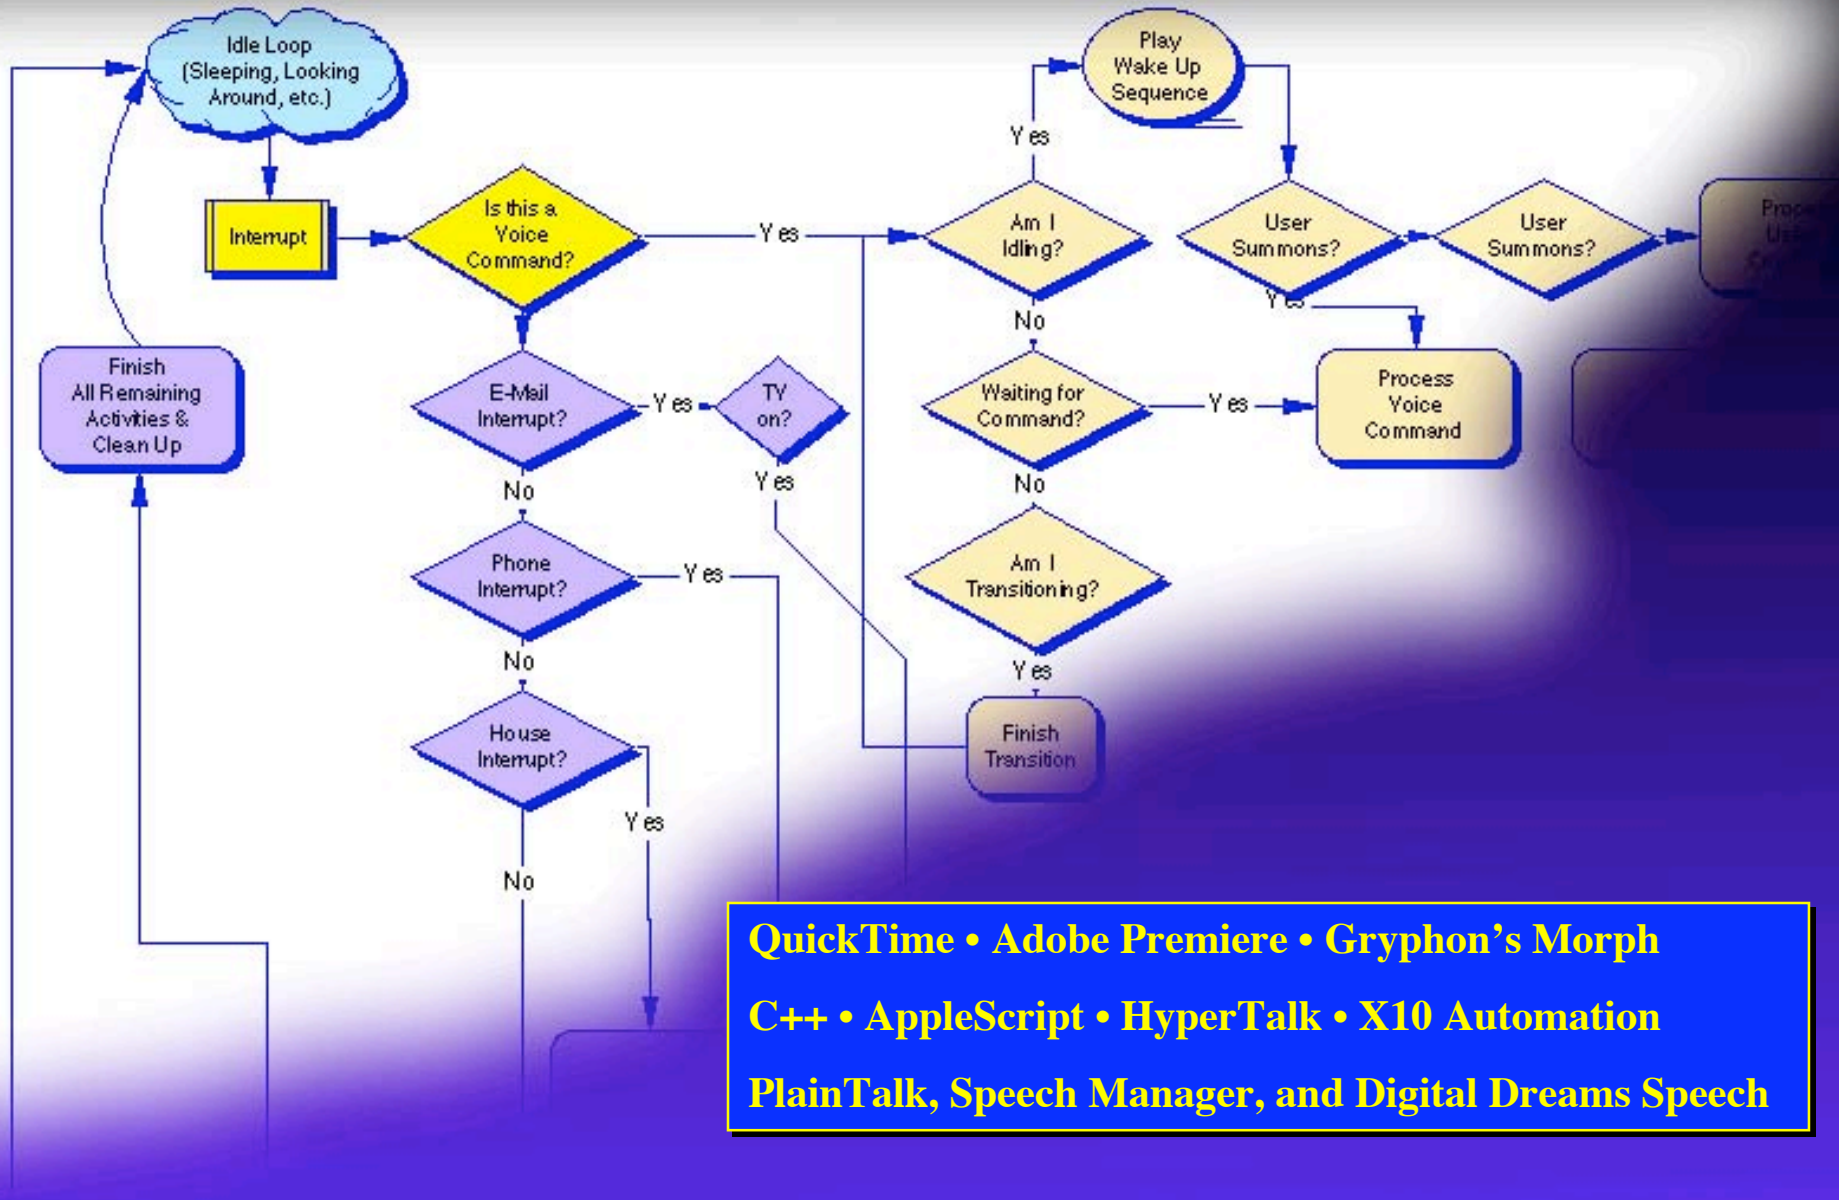 Idle Loop
(Sleeping, Looking
Around, etc.)
Play
Wake Up
Sequence
Yes
Interrupt
Is this a
Voice
Command?
Yes
Am I
Idling?
User
Summons?
User
Summons?
Yes
No
Finish
All Remaining
Activities &
Clean Up
E-Mail
Interrupt?
Yes
TV
on?
Waiting for
Command?
Yes
Process
Voice
Command
No
Yes
No
Phone
Interrupt?
Yes
Am I
Transitioning?
No
Yes
House
Interrupt?
Finish
Transition
Yes
No
QuickTime • Adobe Premiere • Gryphon’s Morph
C++ • AppleScript • HyperTalk • X10 Automation
PlainTalk, Speech Manager, and Digital Dreams Speech